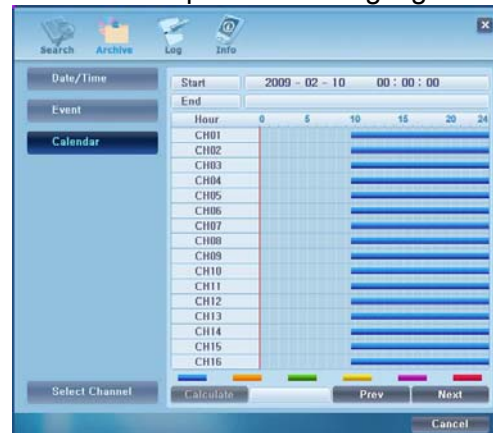 Search Archive Log Info
Date/Time
Event
Calendar
Select Channel
Start 2009 - 02 - 10 00 : 00 : 00
End
Hour 0 5 10 15 20 24
CH01
CH02
CH03
CH04
CH05
CH06
CH07
CH08
CH09
CH10
CH11
CH12
CH13
CH14
CH15
CH16
Calculate Prev Next
Cancel